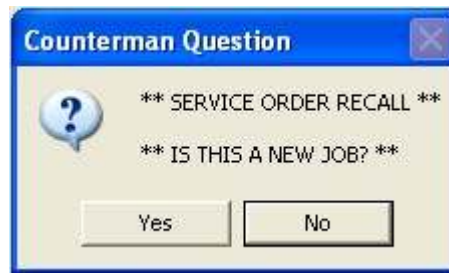 Counterman Question
** SERVICE ORDER RECALL **
** IS THIS A NEW JOB? **
Yes No